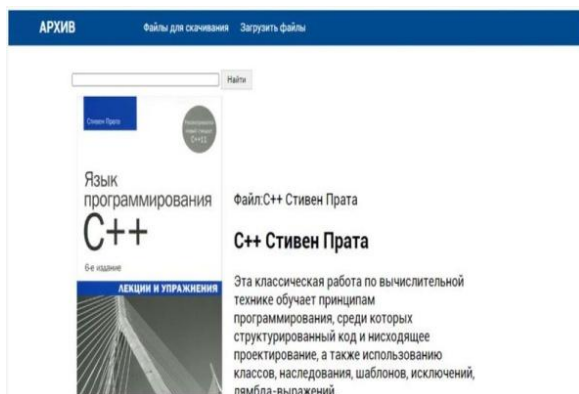 АРХИВ Файлы для скачивания Загрузить файлы
Найти
Стивен Прата
C++11
Язык
программирования
C++
6-е издание
ЛЕКЦИИ И УПРАЖНЕНИЯ
Файл:C++ Стивен Прата
C++ Стивен Прата
Эта классическая работа по вычислительной
технике обучает принципам
программирования, среди которых
структурированный код и нисходящее
проектирование, а также использованию
классов, наследования, шаблонов, исключений,
лямбда-выражений